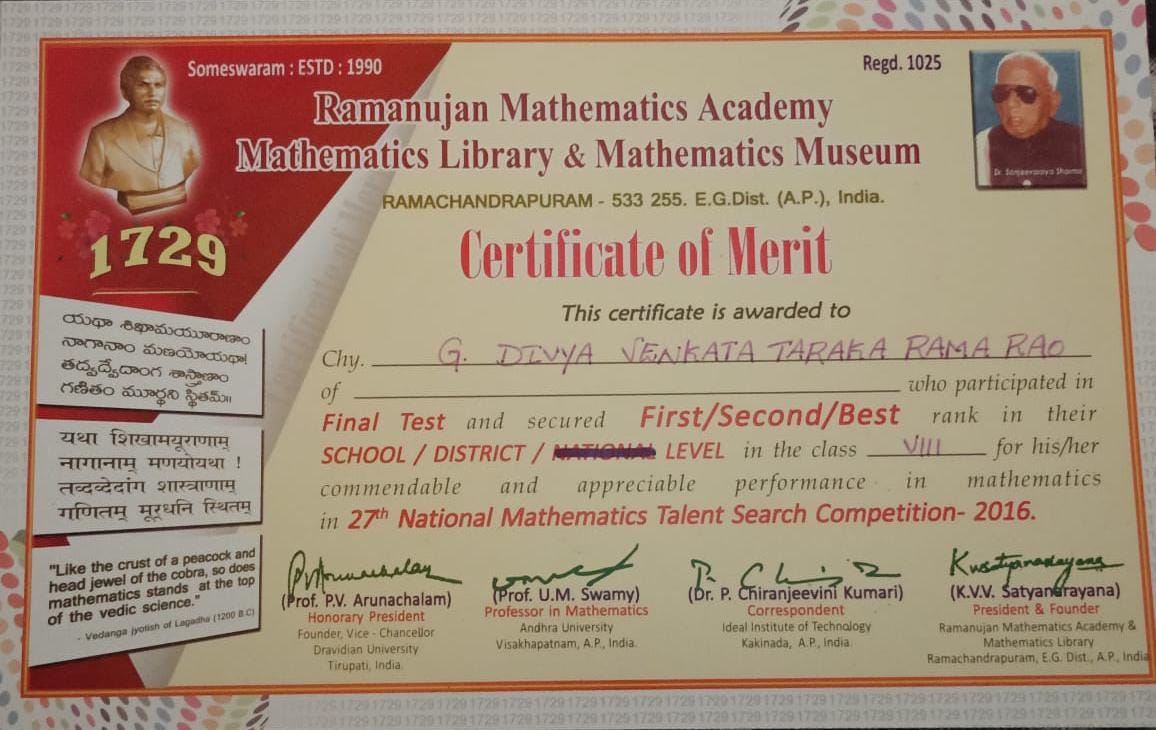 Someswaram : ESTD : 1990
Regd. 1025
Ramanujan Mathematics Academy
Mathematics Library & Mathematics Museum
RAMACHANDRAPURAM - 533 255. E.G.Dist. (A.P.), India.
Dr. Sanjeevaraya Sharma
1729
Certificate of Merit
This certificate is awarded to
Chy. G. DIVYA VENKATA TARAKA RAMA RAO
of who participated in
Final Test and secured First/Second/Best rank in their
SCHOOL / DISTRICT / NATIONAL LEVEL in the class VIII for his/her
commendable and appreciable performance in mathematics
in 27th National Mathematics Talent Search Competition- 2016.
యథా శిఖామయూరాణాం
నాగానాం మణయోయథా!
తద్వద్వేదాంగ శాస్త్రాణాం
గణితం మూర్ధని స్థితమ్॥
यथा शिखामयूराणाम्
नागानाम् मणयोयथा !
तव्दव्देदांग शास्त्राणाम्
गणितम् मूरधनि स्थितम्
"Like the crust of a peacock and
head jewel of the cobra, so does
mathematics stands at the top
of the vedic science."
- Vedanga jyotish of Lagadha (1200 B.C)
(Prof. P.V. Arunachalam)
Honorary President
Founder, Vice - Chancellor
Dravidian University
Tirupati, India.
(Prof. U.M. Swamy)
Professor in Mathematics
Andhra University
Visakhapatnam, A.P., India.
(Dr. P. Chiranjeevini Kumari)
Correspondent
Ideal Institute of Technology
Kakinada, A.P., India.
(K.V.V. Satyanarayana)
President & Founder
Ramanujan Mathematics Academy &
Mathematics Library
Ramachandrapuram, E.G. Dist., A.P., India